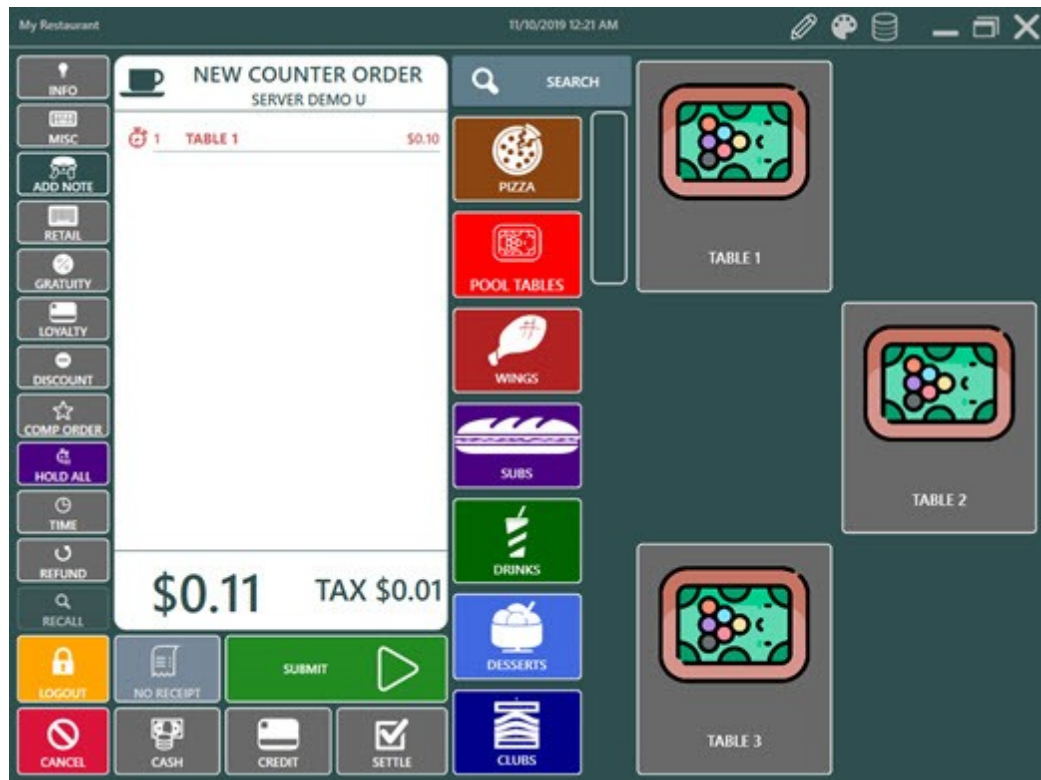 My Restaurant
11/10/2019 12:21 AM
INFO
MISC
ADD NOTE
RETAIL
GRATUITY
LOYALTY
DISCOUNT
COMP ORDER
HOLD ALL
TIME
REFUND
RECALL
LOGOUT
CANCEL
NEW COUNTER ORDER
SERVER DEMO U
1 TABLE 1 $0.10
$0.11 TAX $0.01
NO RECEIPT
SUBMIT
CASH
CREDIT
SETTLE
SEARCH
PIZZA
POOL TABLES
WINGS
SUBS
DRINKS
DESSERTS
CLUBS
TABLE 1
TABLE 2
TABLE 3